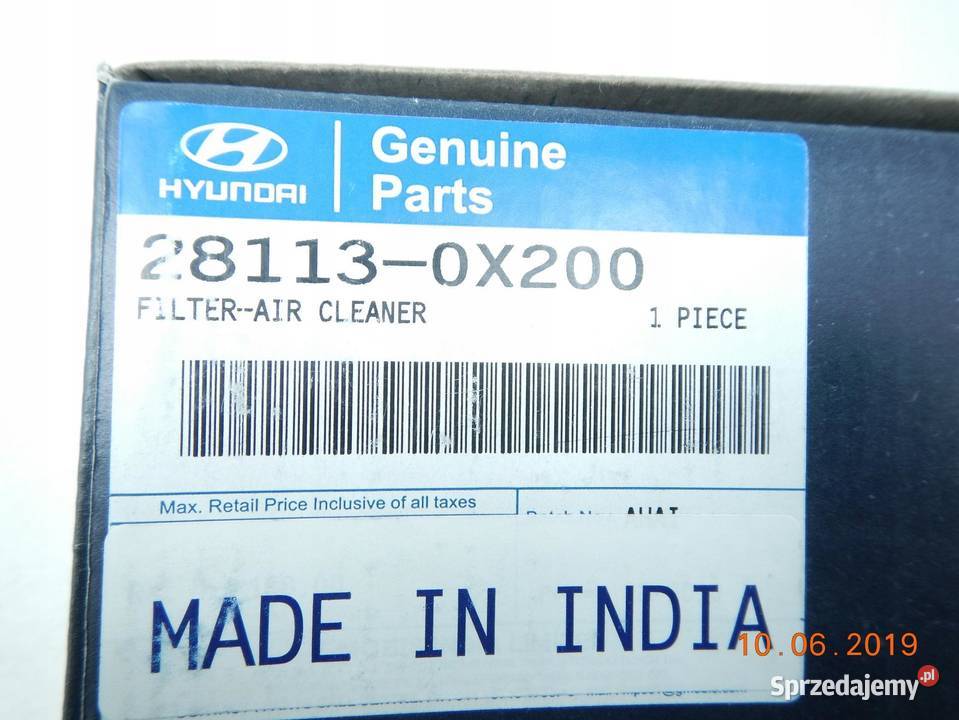 HYUNDAI
Genuine
Parts
28113-0X200
FILTER--AIR CLEANER 1 PIECE
Max. Retail Price Inclusive of all taxes
MADE IN INDIA
10.06.2019
Sprzedajemy.pl